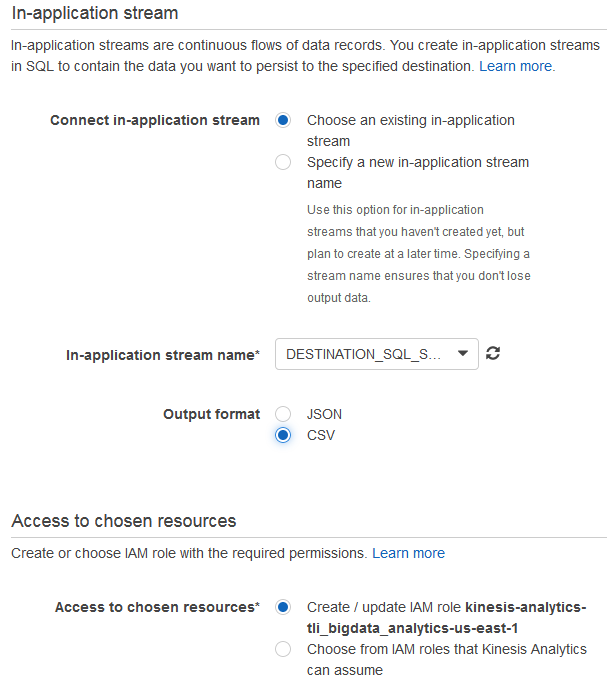 In-application stream
In-application streams are continuous flows of data records. You create in-application streams
in SQL to contain the data you want to persist to the specified destination. Learn more.
Connect in-application stream
Choose an existing in-application
stream
Specify a new in-application stream
name
Use this option for in-application
streams that you haven't created yet, but
plan to create at a later time. Specifying a
stream name ensures that you don't lose
output data.
In-application stream name*
DESTINATION_SQL_S...
Output format
JSON
CSV
Access to chosen resources
Create or choose IAM role with the required permissions. Learn more
Access to chosen resources*
Create / update IAM role kinesis-analytics-
tli_bigdata_analytics-us-east-1
Choose from IAM roles that Kinesis Analytics
can assume